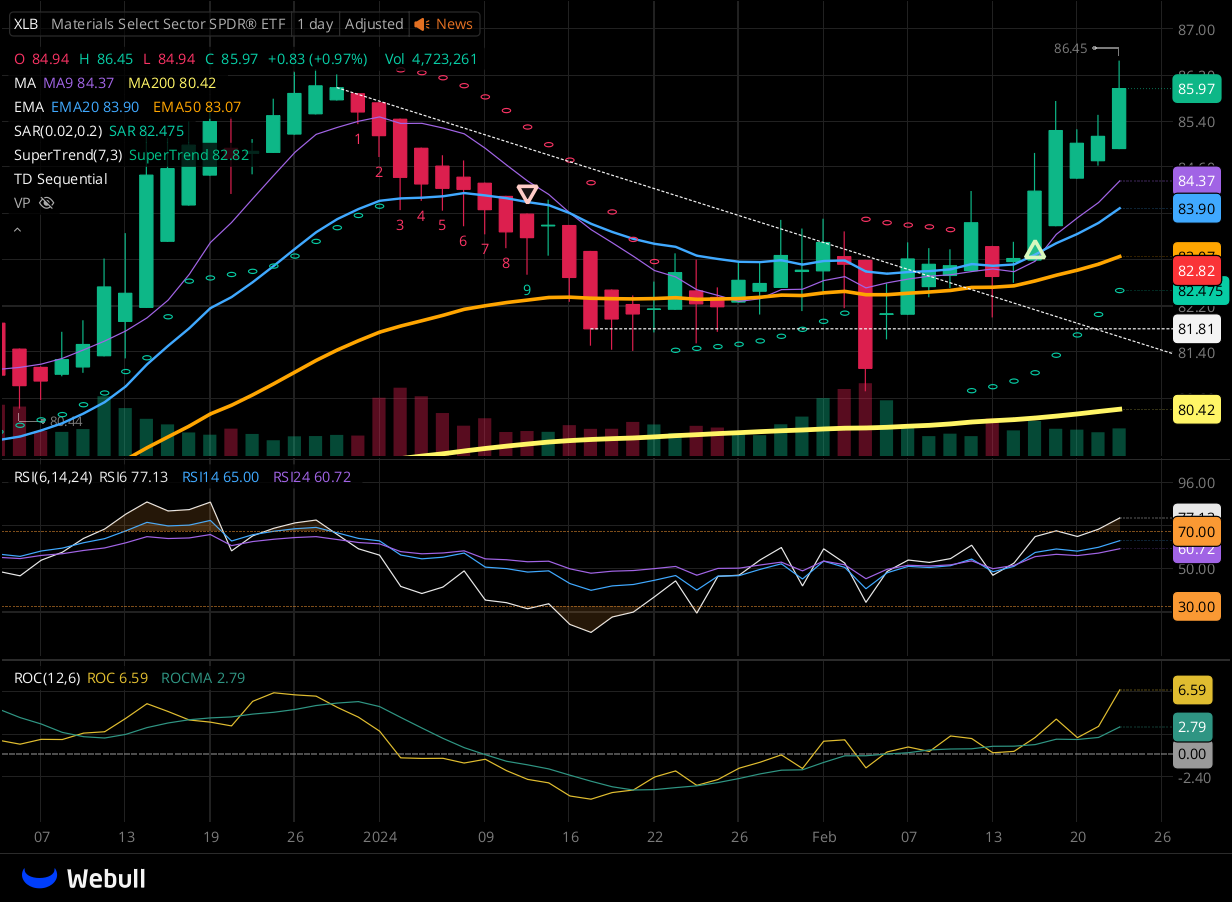 XLB Materials Select Sector SPDR® ETF 1 day Adjusted News
87.00
86.45
O 84.94 H 86.45 L 84.94 C 85.97 +0.83 (+0.97%) Vol 4,723,261
MA MA9 84.37 MA200 80.42
85.97
EMA EMA20 83.90 EMA50 83.07
85.40
SAR(0.02,0.2) SAR 82.475
1
SuperTrend(7,3) SuperTrend 82.82
TD Sequential
2
84.37
VP
83.90
3 4 5 6 7 8 9
82.82
82.475
82.20
81.81
81.40
80.42
80.44
RSI(6,14,24) RSI6 77.13 RSI14 65.00 RSI24 60.72
96.00
77.13
70.00
60.72
50.00
30.00
ROC(12,6) ROC 6.59 ROCMA 2.79
6.59
2.79
0.00
-2.40
07 13 19 26 2024 09 16 22 26 Feb 07 13 20 26
Webull